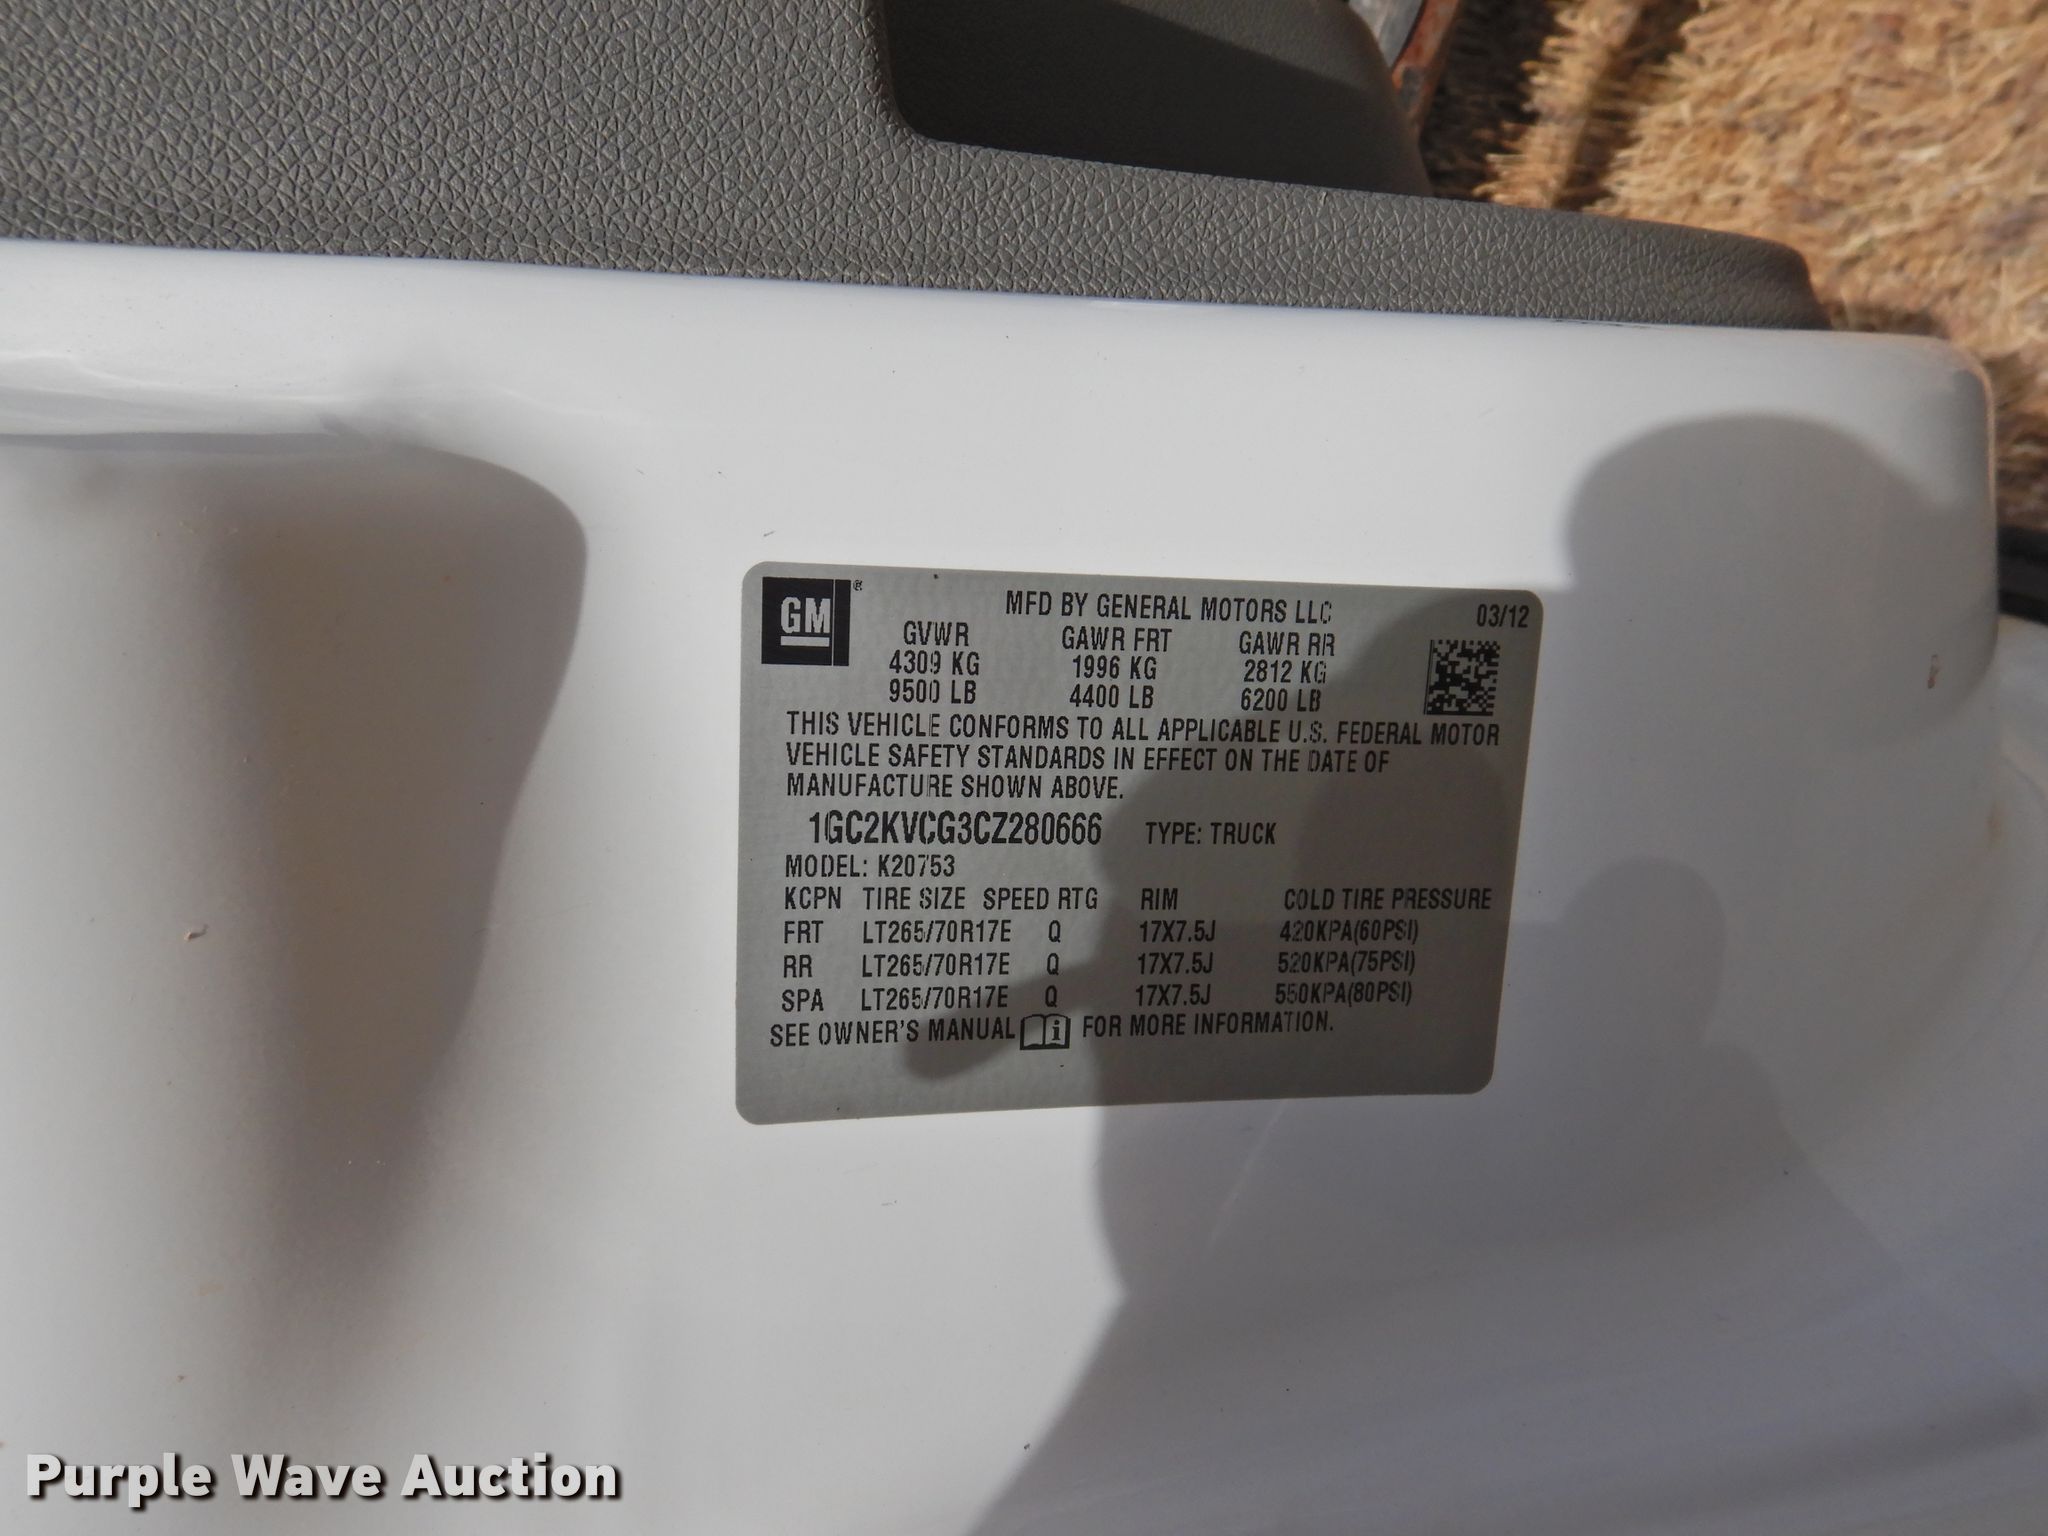 GM
MFD BY GENERAL MOTORS LLC 03/12
GVWR GAWR FRT GAWR RR
4309 KG 1996 KG 2812 KG
9500 LB 4400 LB 6200 LB
THIS VEHICLE CONFORMS TO ALL APPLICABLE U.S. FEDERAL MOTOR
VEHICLE SAFETY STANDARDS IN EFFECT ON THE DATE OF
MANUFACTURE SHOWN ABOVE.
1GC2KVCG3CZ280666 TYPE: TRUCK
MODEL: K20753
KCPN TIRE SIZE SPEED RTG RIM COLD TIRE PRESSURE
FRT LT265/70R17E Q 17X7.5J 420KPA(60PSI)
RR LT265/70R17E Q 17X7.5J 520KPA(75PSI)
SPA LT265/70R17E Q 17X7.5J 550KPA(80PSI)
SEE OWNER'S MANUAL i FOR MORE INFORMATION.
Purple Wave Auction